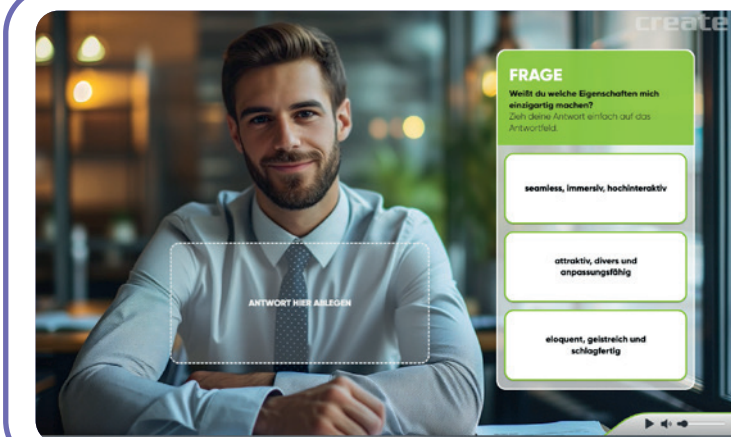 create
FRAGE
Weißt du welche Eigenschaften mich
einzigartig machen?
Zieh deine Antwort einfach auf das
Antwortfeld.
seamless, immersiv, hochinteraktiv
attraktiv, divers und
anpassungsfähig
ANTWORT HIER ABLEGEN
eloquent, geistreich und
schlagfertig